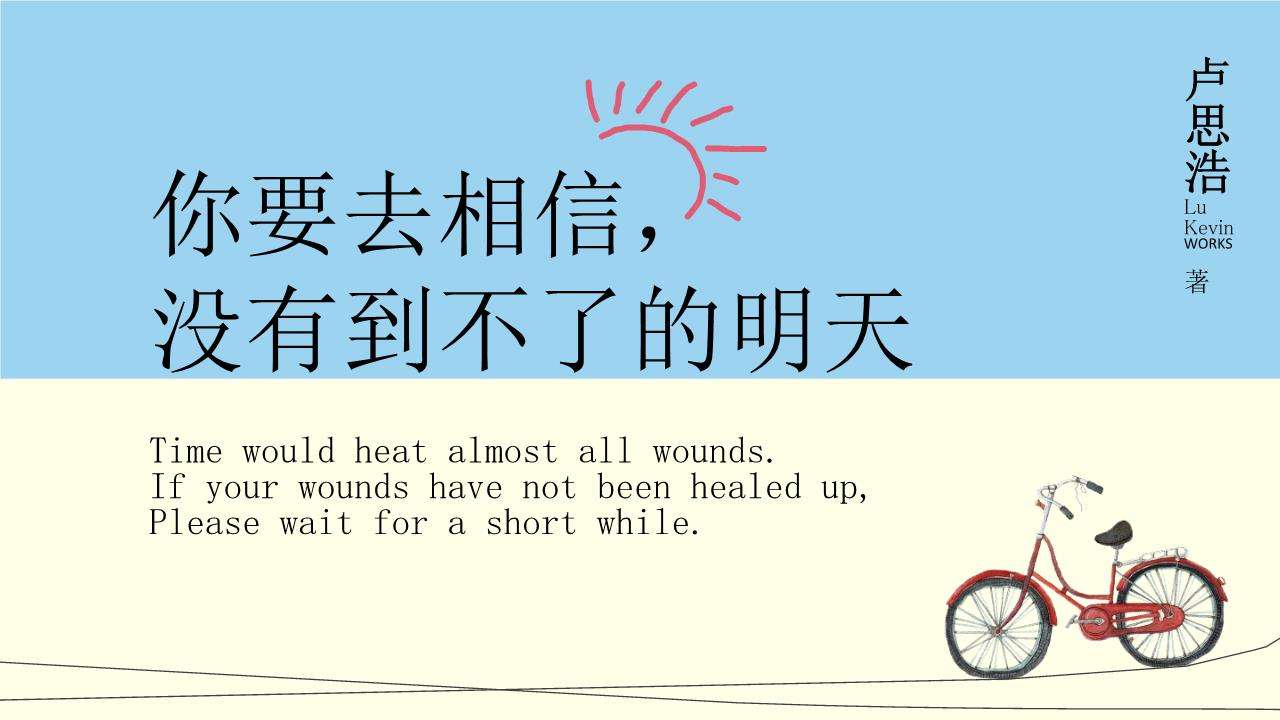 你要去相信，
没有到不了的明天
Time would heat almost all wounds.
If your wounds have not been healed up,
Please wait for a short while.
卢思浩
Lu
Kevin
WORKS
著